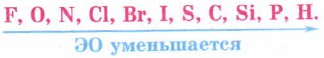 F, O, N, Cl, Br, I, S, C, Si, P, H.
ЭО уменьшается